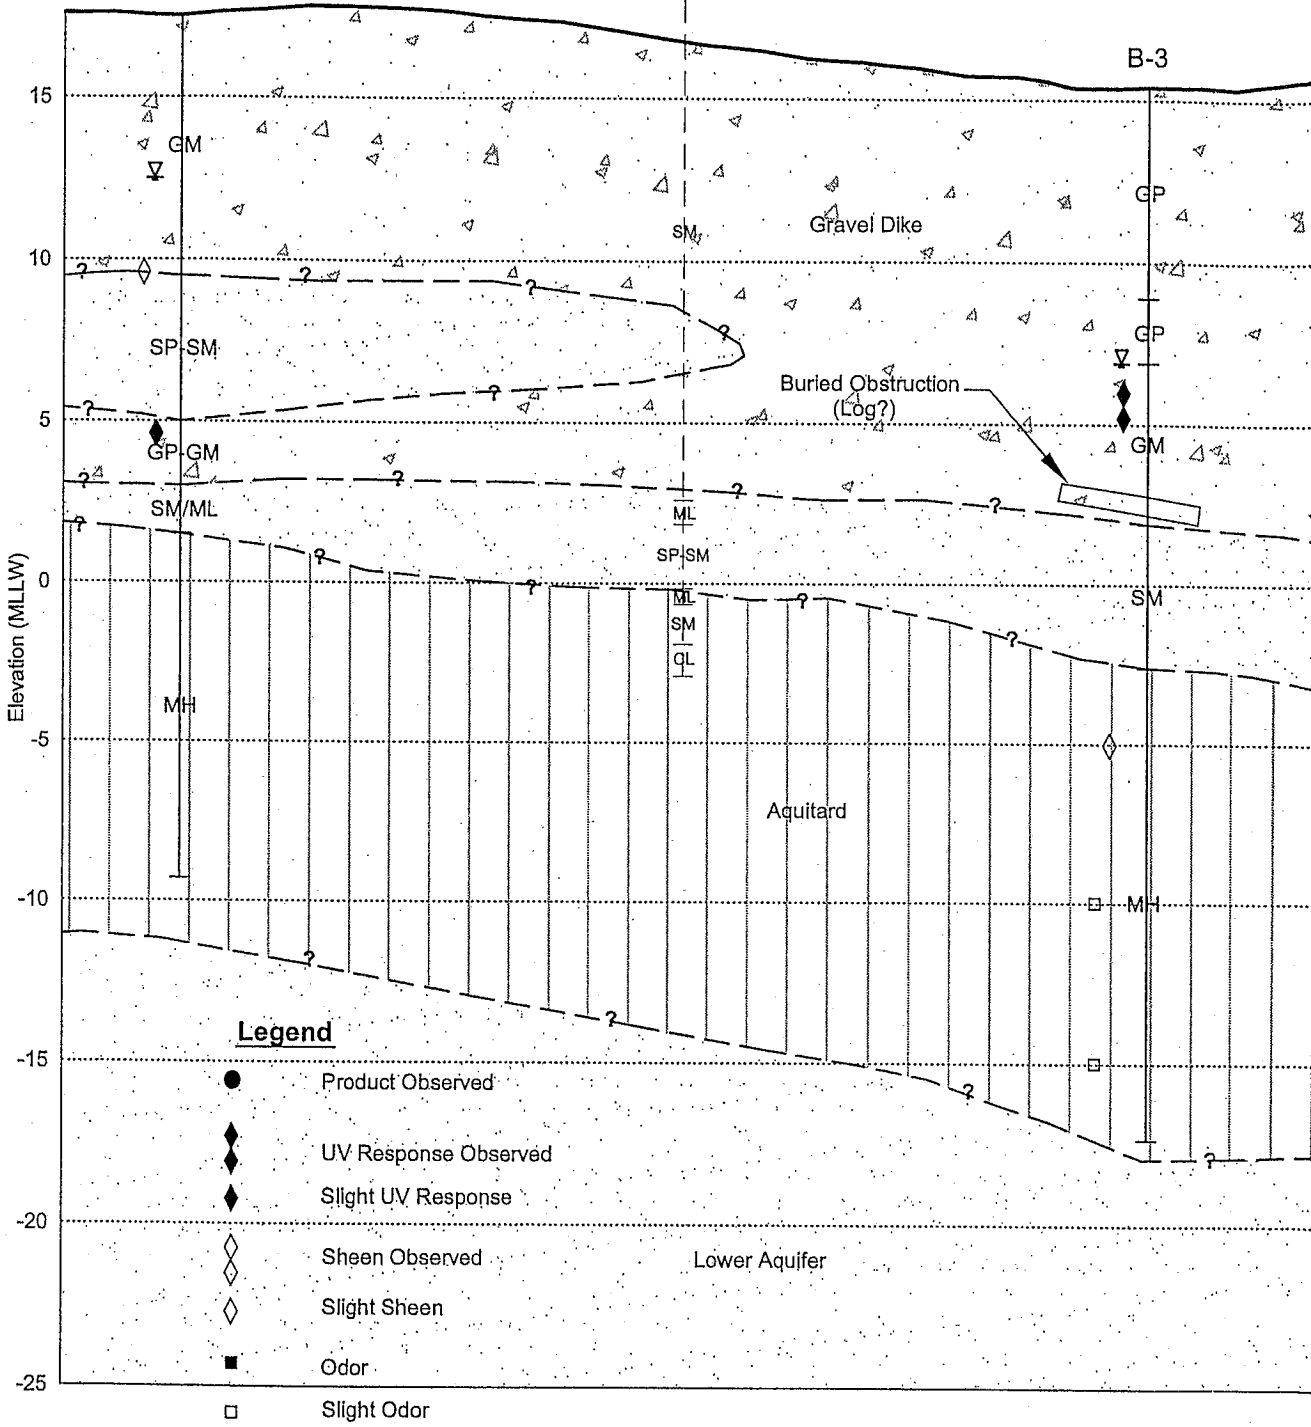 B-3
15
GM
GP
SM
Gravel Dike
10
?
?
?
SP-SM
?
GP
Buried Obstruction
(Log?)
?
?
5
GP-GM
GM
?
?
?
?
SM/ML
ML
?
?
SP-SM
0
?
ML
?
SM
SM
?
CL
Elevation (MLLW)
MH
-5
Aquitard
-10
MH
?
?
Legend
-15
Product Observed
?
UV Response Observed
?
Slight UV Response
-20
Sheen Observed
Lower Aquifer
Slight Sheen
Odor
-25
Slight Odor